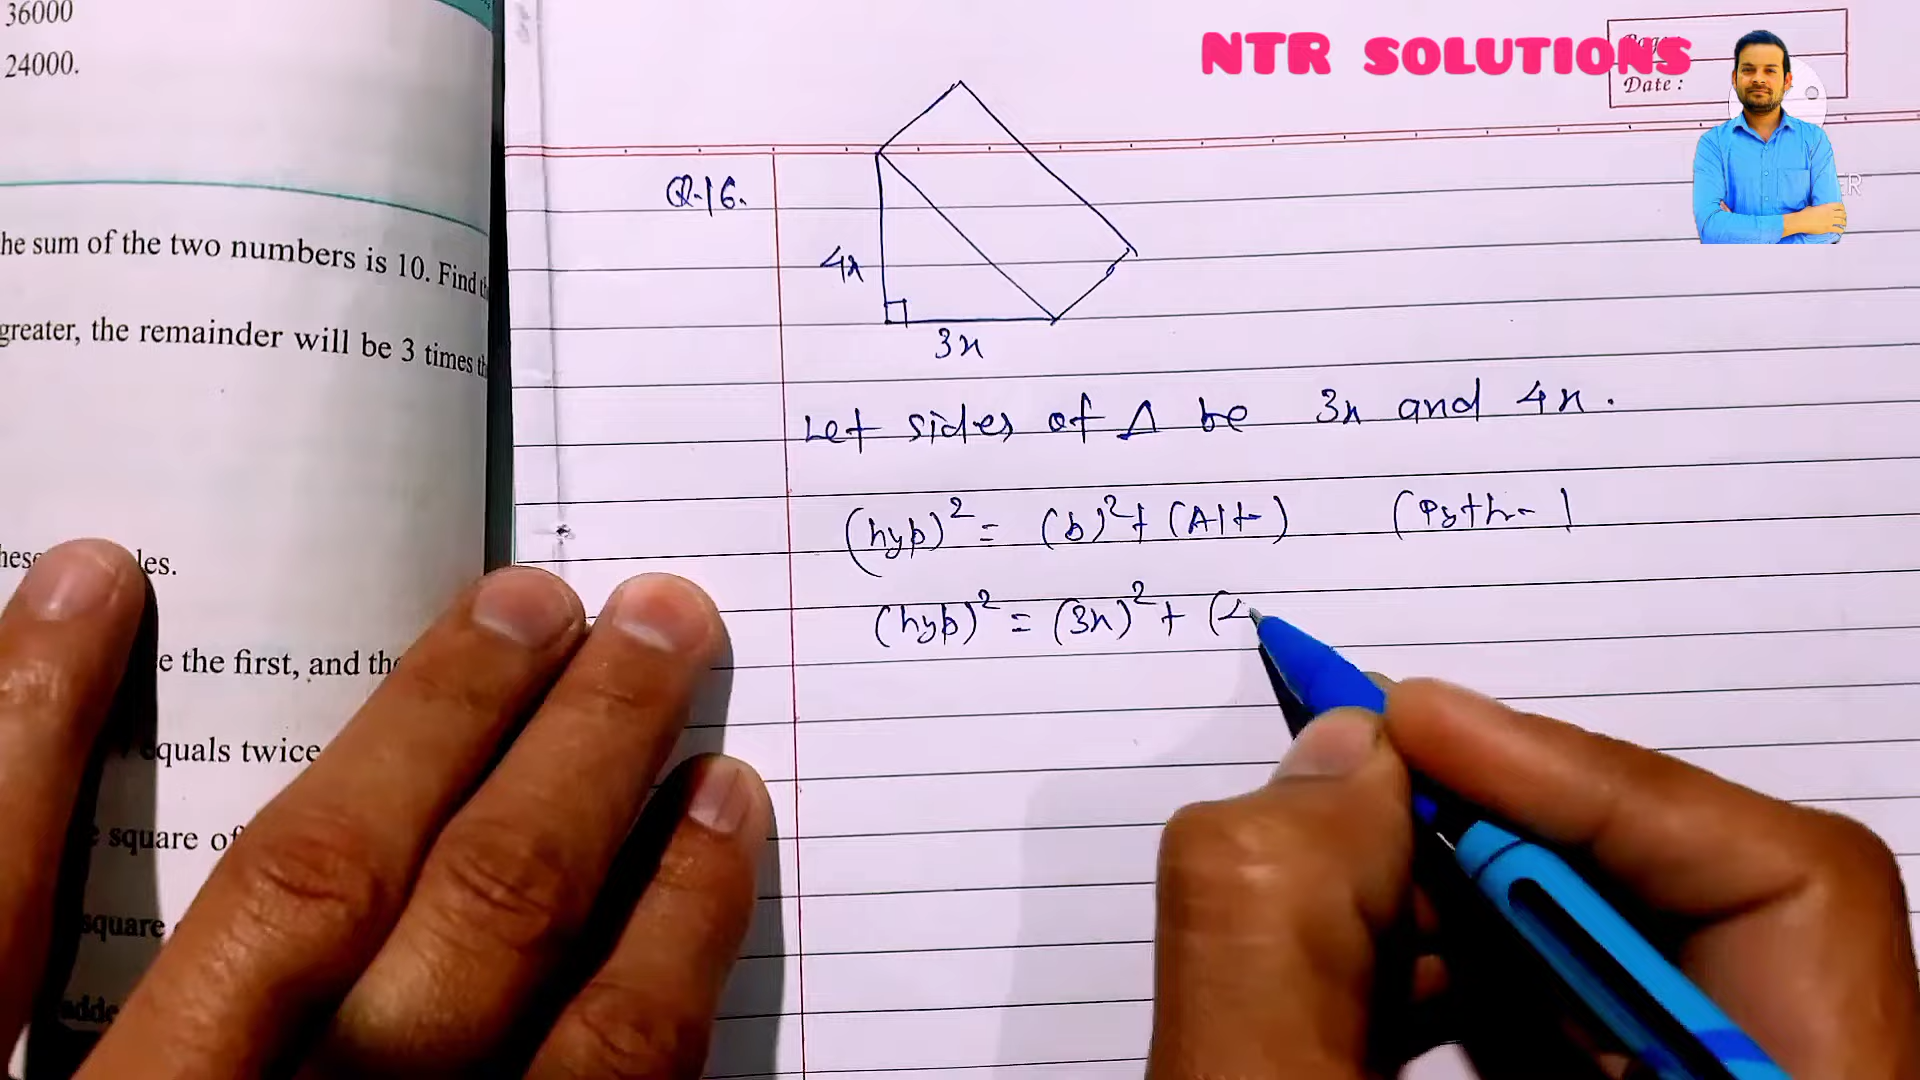 36000
24000.
he sum of the two numbers is 10. Find
greater, the remainder will be 3 times
les.
e the first, and
equals twice
square of
square
NTR SOLUTIONS
Date :
Q.16.
4x
3x
Let sides of Δ be 3x and 4x.
(hyp)² = (b)² + (Alt) (Pyth-)
(hyp)² = (3x)² + (4